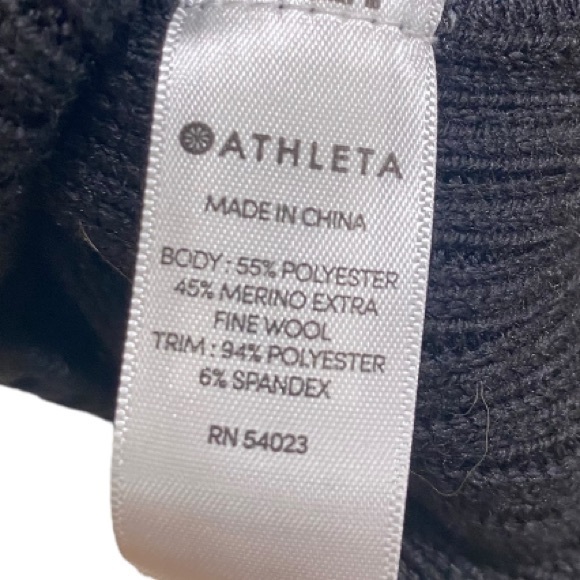 ATHLETA
MADE IN CHINA
BODY : 55% POLYESTER
45% MERINO EXTRA
FINE WOOL
TRIM : 94% POLYESTER
6% SPANDEX
RN 54023